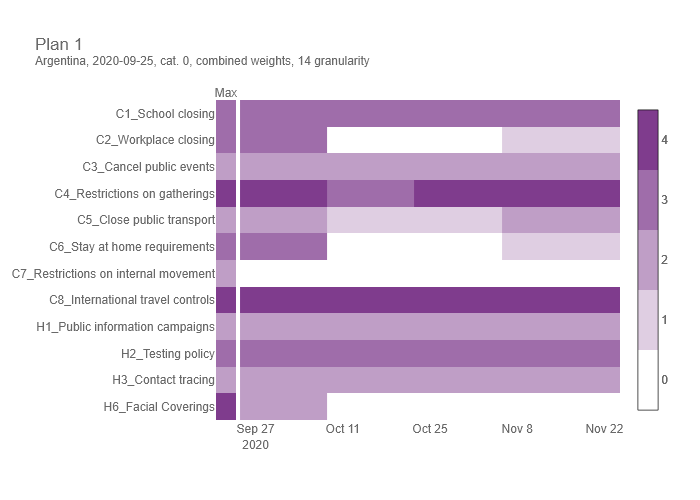 Plan 1
Argentina, 2020-09-25, cat. 0, combined weights, 14 granularity
Max
C1_School closing
C2_Workplace closing
C3_Cancel public events
C4_Restrictions on gatherings
C5_Close public transport
C6_Stay at home requirements
C7_Restrictions on internal movement
C8_International travel controls
H1_Public information campaigns
H2_Testing policy
H3_Contact tracing
H6_Facial Coverings
Sep 27 Oct 11 Oct 25 Nov 8 Nov 22
2020
4
3
2
1
0